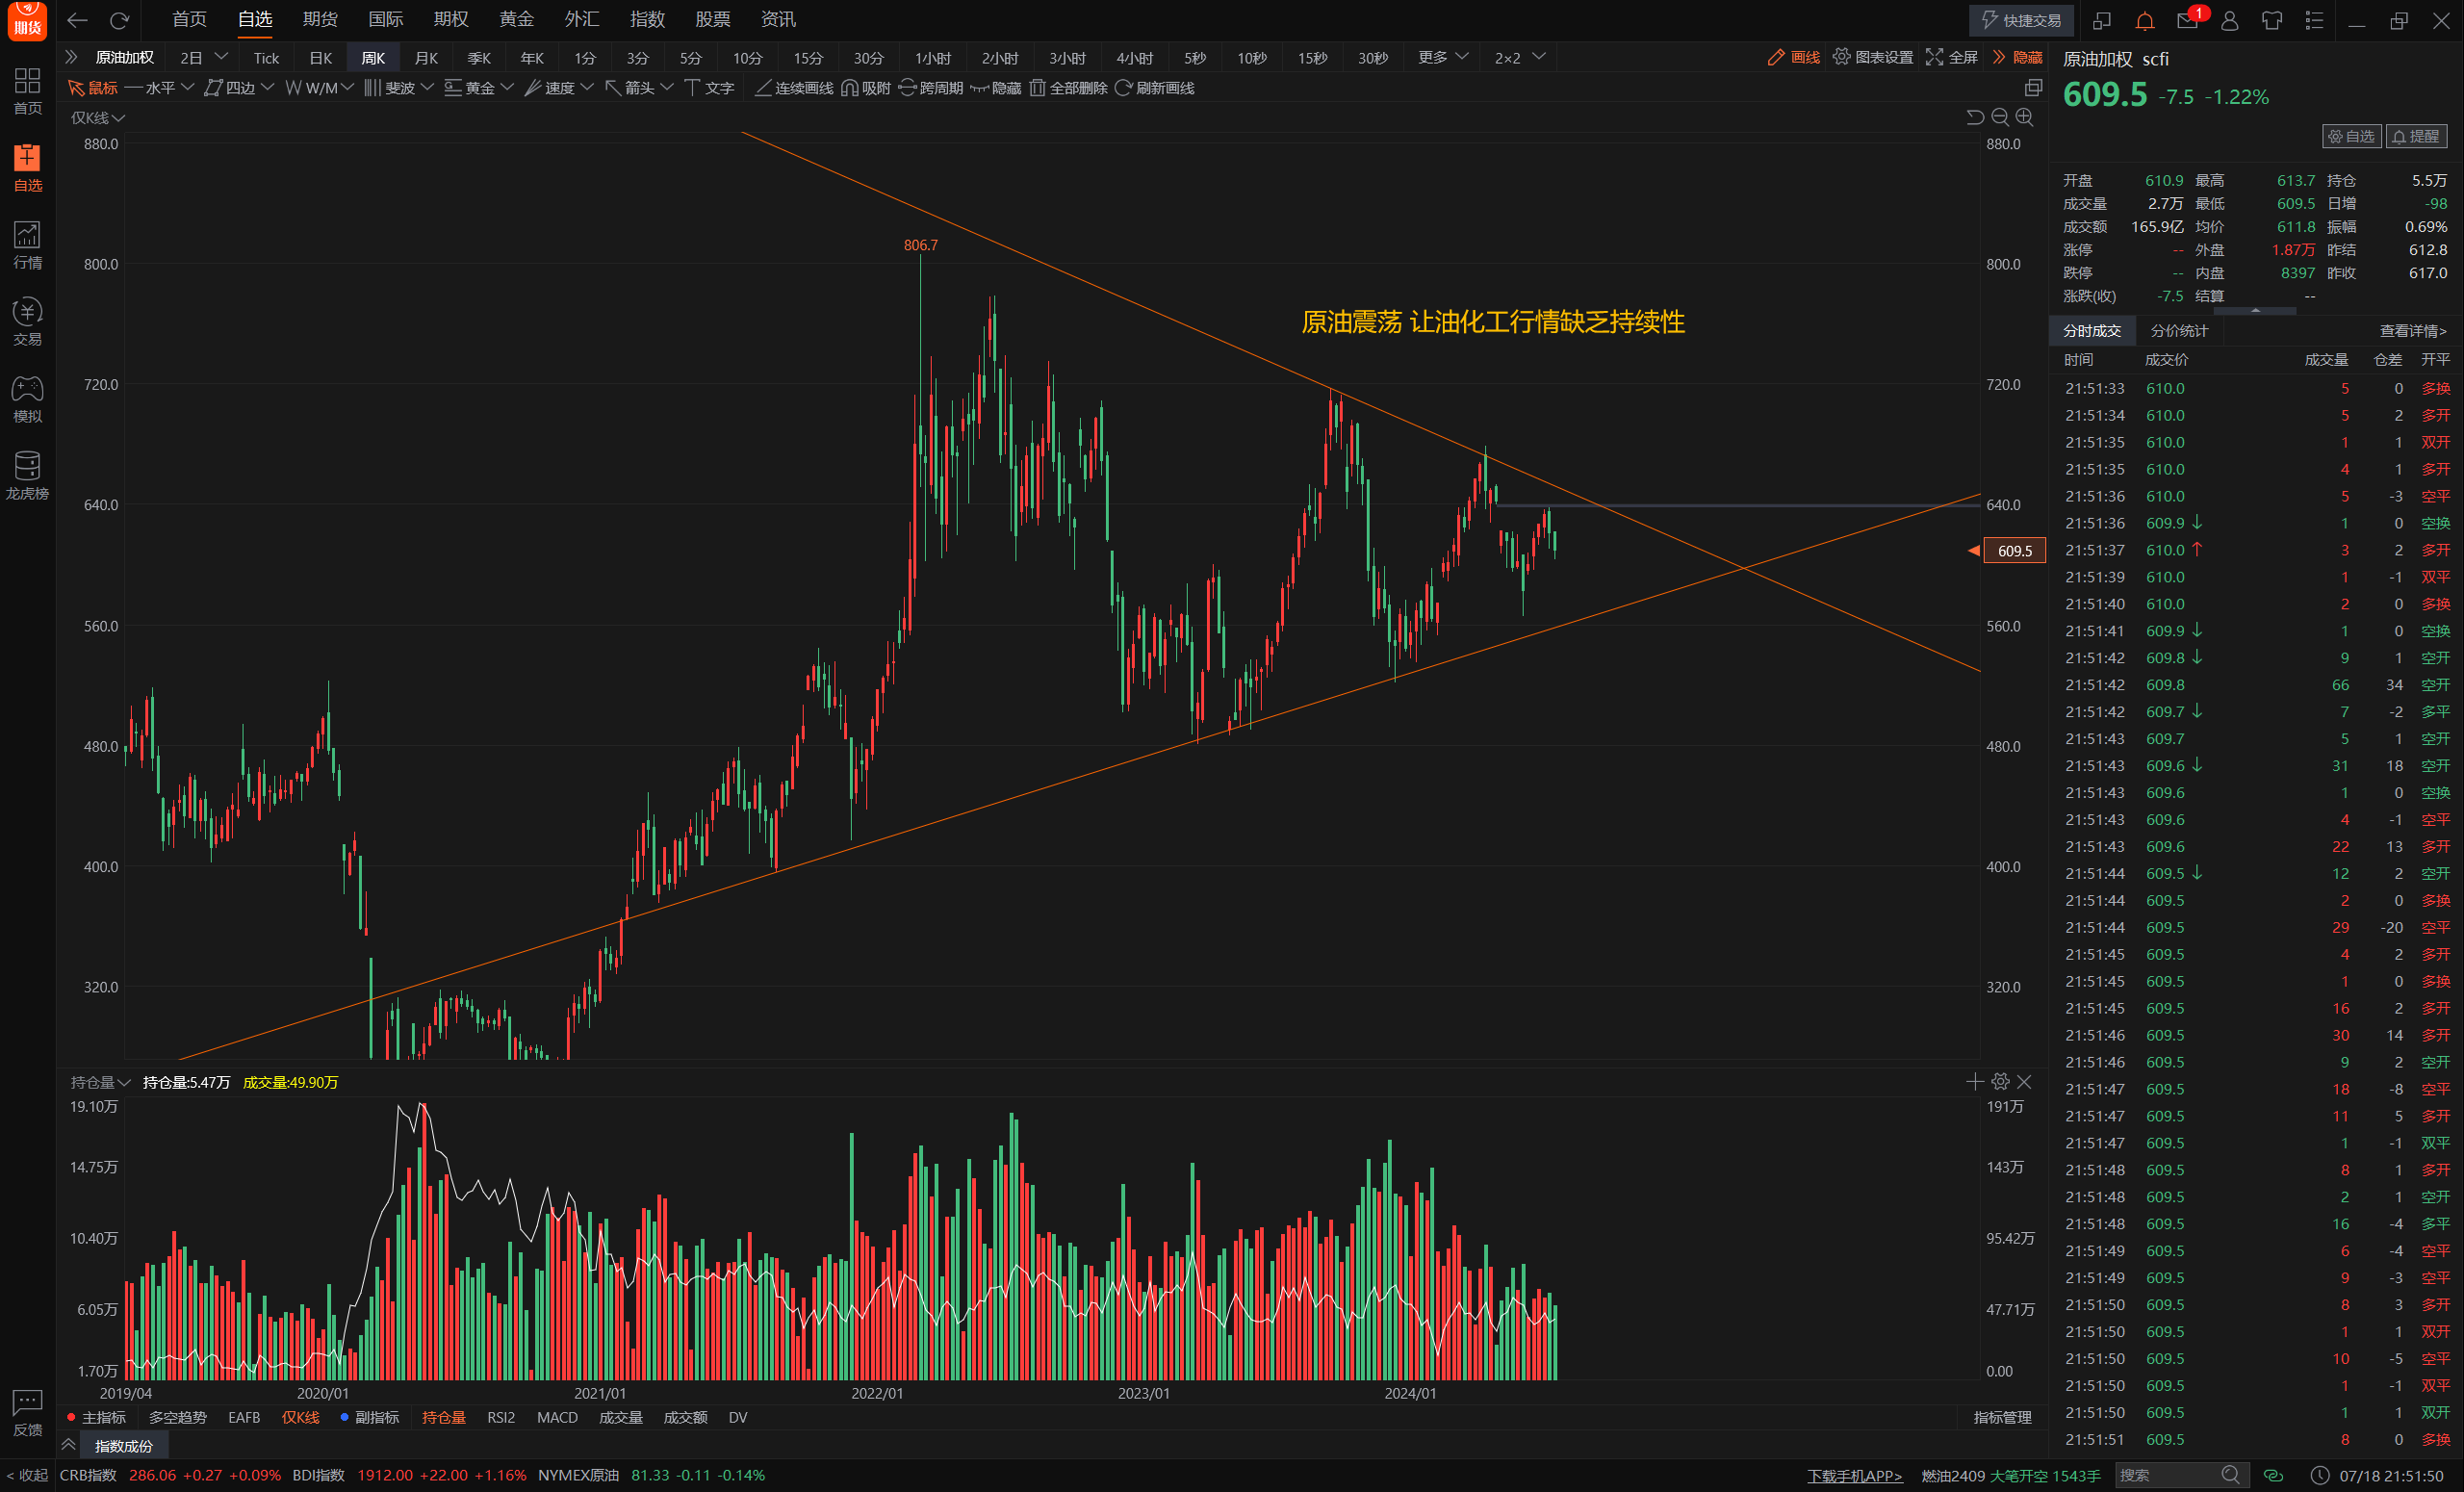 期货
首页 自选 期货 国际 期权 黄金 外汇 指数 股票 资讯
快捷交易 1
原油加权 2日 Tick 日K 周K 月K 季K 年K 1分 3分 5分 10分 15分 30分 1小时 2小时 3小时 4小时 5秒 10秒 15秒 30秒 更多 2×2 画线 图表设置 全屏 隐藏
鼠标 水平 四边 W/M 斐波 黄金 速度 箭头 文字 连续画线 吸附 跨周期 隐藏 全部删除 刷新画线
首页
自选
行情
交易
模拟
龙虎榜
反馈
< 收起
仅K线
880.0 880.0
806.7
800.0 800.0
原油震荡 让油化工行情缺乏持续性
720.0 720.0
640.0 640.0
609.5
560.0 560.0
480.0 480.0
400.0 400.0
320.0 320.0
持仓量 持仓量:5.47万 成交量:49.90万
19.10万 191万
14.75万 143万
10.40万 95.42万
6.05万 47.71万
1.70万 0.00
2019/04 2020/01 2021/01 2022/01 2023/01 2024/01
主指标 多空趋势 EAFB 仅K线 副指标 持仓量 RSI2 MACD 成交量 成交额 DV 指标管理
指数成份
原油加权 scfi
609.5 -7.5 -1.22%
自选 提醒
开盘 610.9 最高 613.7 持仓 5.5万
成交量 2.7万 最低 609.5 日增 -98
成交额 165.9亿 均价 611.8 振幅 0.69%
涨停 -- 外盘 1.87万 昨结 612.8
跌停 -- 内盘 8397 昨收 617.0
涨跌(收) -7.5 结算 --
分时成交 分价统计 查看详情>
时间 成交价 成交量 仓差 开平
21:51:33 610.0 5 0 多换
21:51:34 610.0 5 2 多开
21:51:35 610.0 1 1 双开
21:51:35 610.0 4 1 多开
21:51:36 610.0 5 -3 空平
21:51:36 609.9 ↓ 1 0 空换
21:51:37 610.0 ↑ 3 2 多开
21:51:39 610.0 1 -1 双平
21:51:40 610.0 2 0 多换
21:51:41 609.9 ↓ 1 0 空换
21:51:42 609.8 ↓ 9 1 空开
21:51:42 609.8 66 34 空开
21:51:42 609.7 ↓ 7 -2 多平
21:51:43 609.7 5 1 空开
21:51:43 609.6 ↓ 31 18 空开
21:51:43 609.6 1 0 空换
21:51:43 609.6 4 -1 空平
21:51:43 609.6 22 13 多开
21:51:44 609.5 ↓ 12 2 空开
21:51:44 609.5 2 0 多换
21:51:44 609.5 29 -20 空平
21:51:45 609.5 4 2 多开
21:51:45 609.5 1 0 多换
21:51:45 609.5 16 2 多开
21:51:46 609.5 30 14 多开
21:51:46 609.5 9 2 空开
21:51:47 609.5 18 -8 空平
21:51:47 609.5 11 5 多开
21:51:47 609.5 1 -1 双平
21:51:48 609.5 8 1 多开
21:51:48 609.5 2 1 空开
21:51:48 609.5 16 -4 多平
21:51:49 609.5 6 -4 空平
21:51:49 609.5 9 -3 空平
21:51:50 609.5 8 3 多开
21:51:50 609.5 1 1 双开
21:51:50 609.5 10 -5 空平
21:51:50 609.5 1 -1 双平
21:51:50 609.5 1 1 双开
21:51:51 609.5 8 0 多换
CRB指数 286.06 +0.27 +0.09% BDI指数 1912.00 +22.00 +1.16% NYMEX原油 81.33 -0.11 -0.14% 下载手机APP> 燃油2409 大笔开空 1543手 搜索 07/18 21:51:50